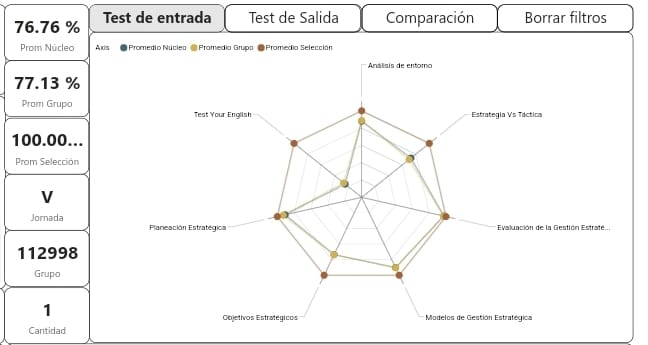 76.76 %
Prom Núcleo
77.13 %
Prom Grupo
100.00...
Prom Selección
V
Jornada
112998
Grupo
1
Cantidad
Test de entrada
Test de Salida
Comparación
Borrar filtros
Axis Promedio Núcleo Promedio Grupo Promedio Selección
Análisis de entorno
Test Your English
Estrategia Vs Táctica
Planeación Estratégica
Evaluación de la Gestión Estraté...
Objetivos Estratégicos
Modelos de Gestión Estratégica